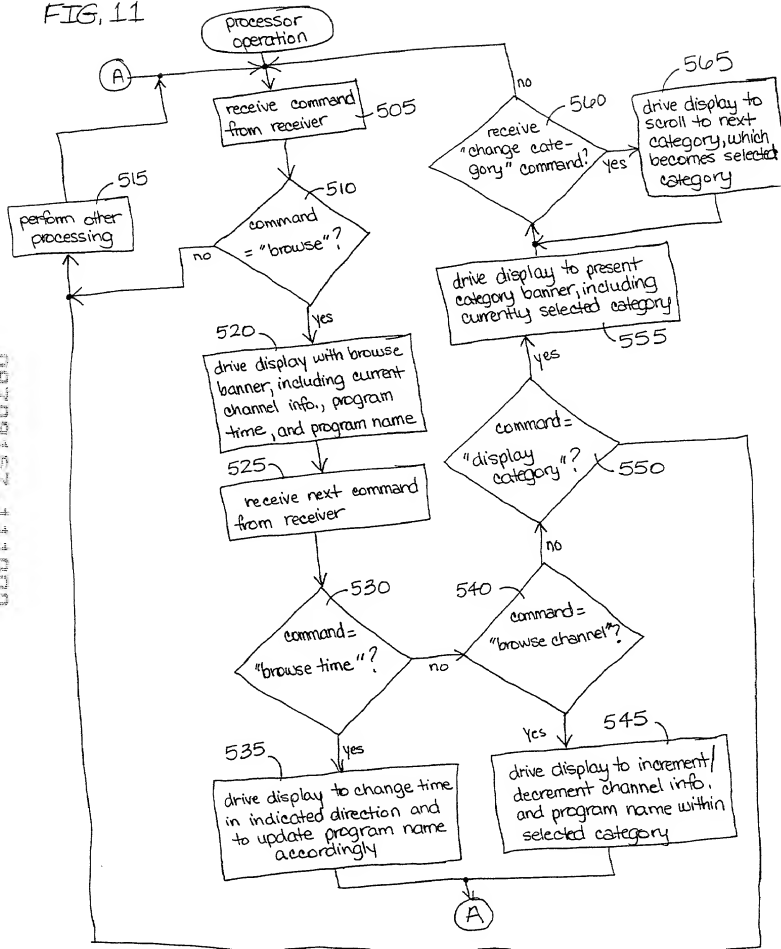 FIG. 11
processor
operation
A
receive command
from receiver
505
command
= "browse"?
510
no
yes
515
perform other
processing
520
drive display with browse
banner, including current
channel info., program
time, and program name
525
receive next command
from receiver
530
command=
"browse time"?
no
yes
535
drive display to change time
in indicated direction and
to update program name
accordingly
540
command=
"browse channel"?
no
yes
545
drive display to increment/
decrement channel info.
and program name within
selected category
A
command=
"display
category"?
550
yes
drive display to present
category banner, including
currently selected category
555
receive
"change cate-
gory" command?
560
no
yes
565
drive display to
scroll to next
category, which
becomes selected
category